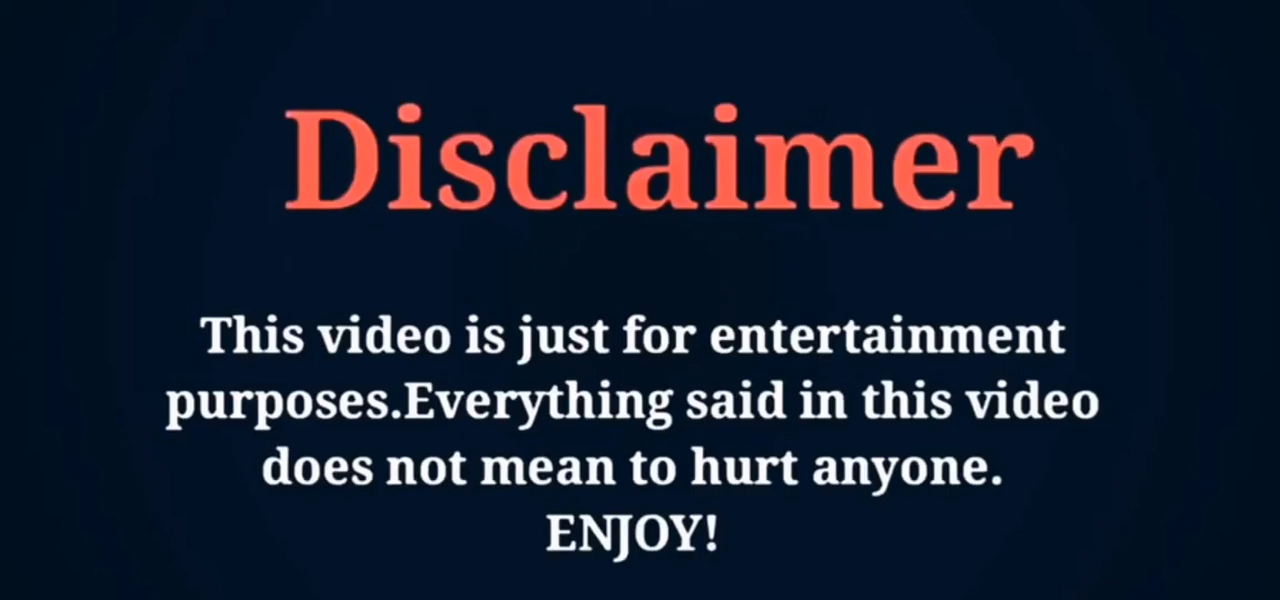 Disclaimer
This video is just for entertainment
purposes.Everything said in this video
does not mean to hurt anyone.
ENJOY!